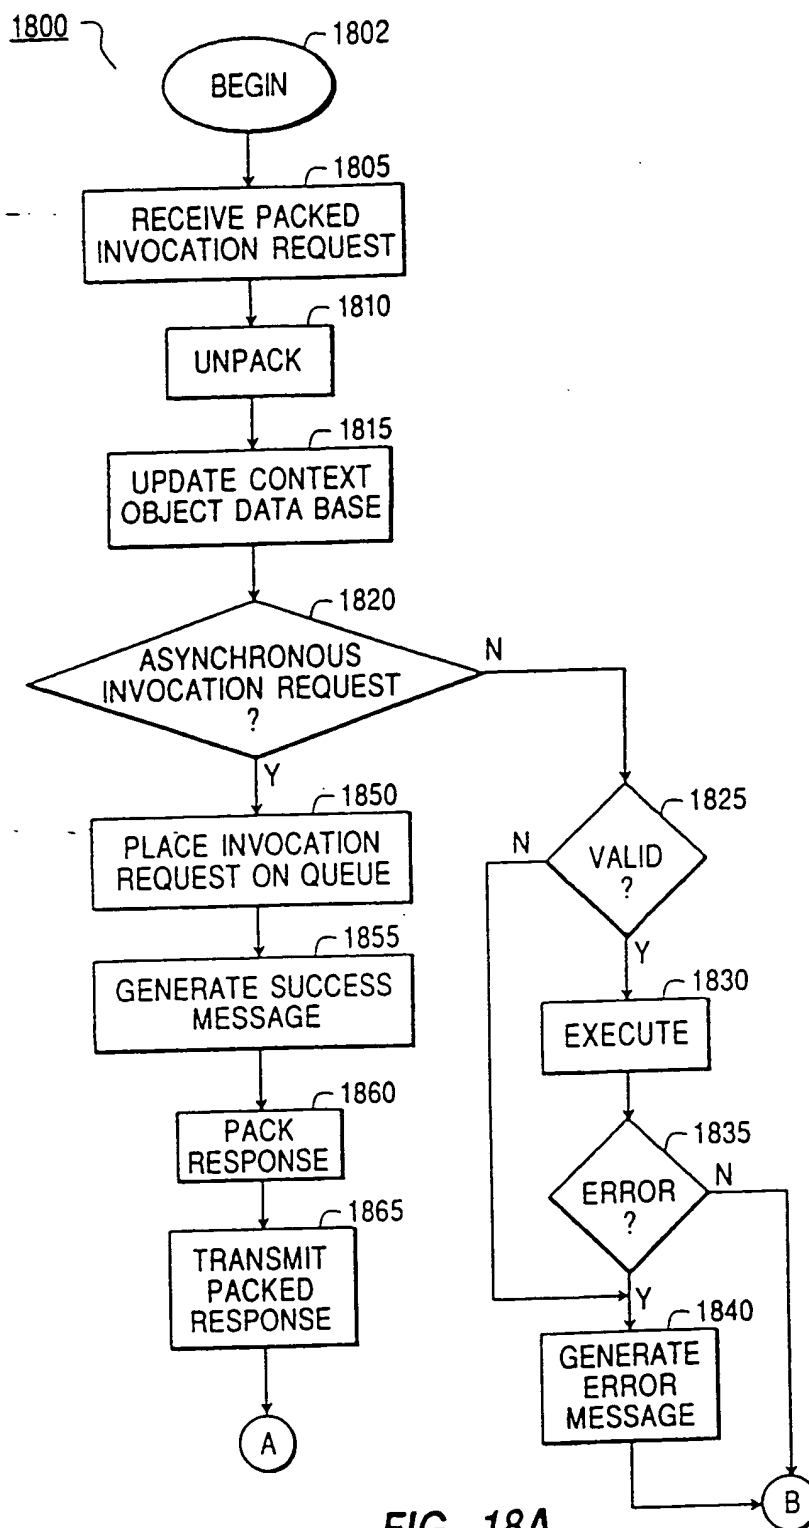 1800
1802
BEGIN
1805
RECEIVE PACKED
INVOCATION REQUEST
1810
UNPACK
1815
UPDATE CONTEXT
OBJECT DATA BASE
1820
ASYNCHRONOUS
INVOCATION REQUEST
?
N
Y
1850
PLACE INVOCATION
REQUEST ON QUEUE
1855
GENERATE SUCCESS
MESSAGE
1860
PACK
RESPONSE
1865
TRANSMIT
PACKED
RESPONSE
A
1825
N
VALID
?
Y
1830
EXECUTE
1835
ERROR
?
N
Y
1840
GENERATE
ERROR
MESSAGE
B
FIG. 18A